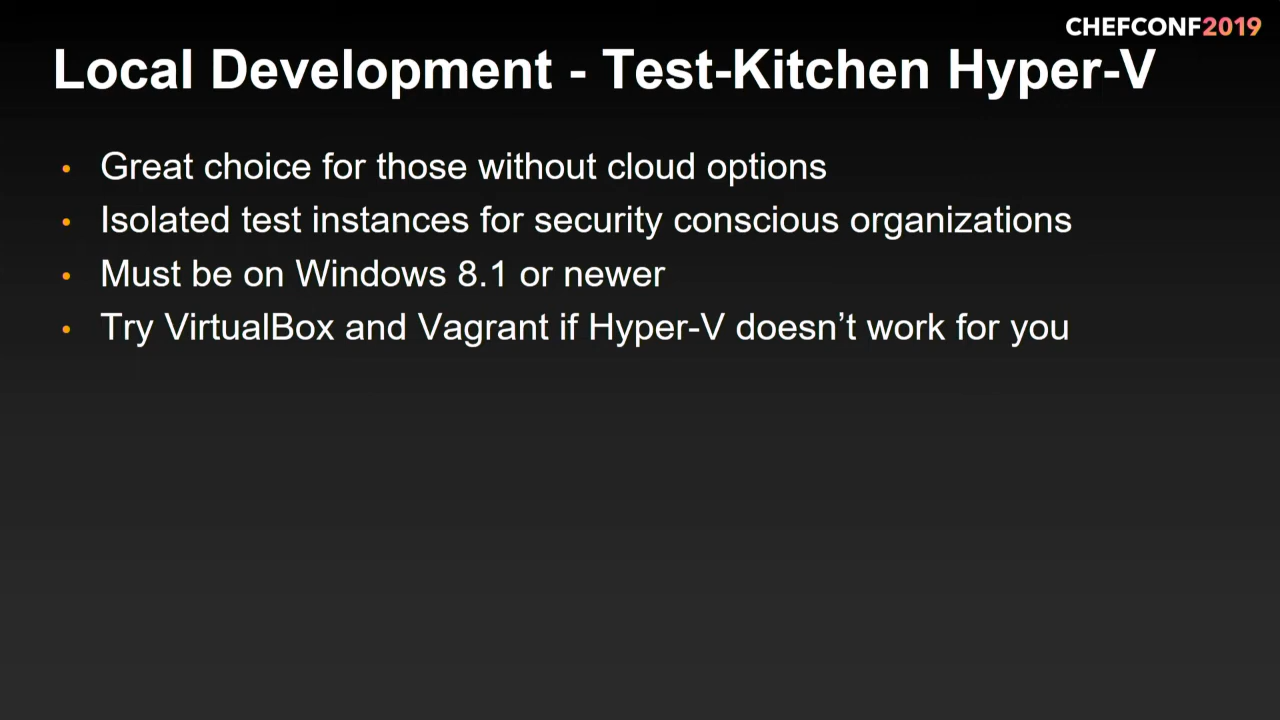 CHEFCONF2019
Local Development - Test-Kitchen Hyper-V
• Great choice for those without cloud options
• Isolated test instances for security conscious organizations
• Must be on Windows 8.1 or newer
• Try VirtualBox and Vagrant if Hyper-V doesn’t work for you